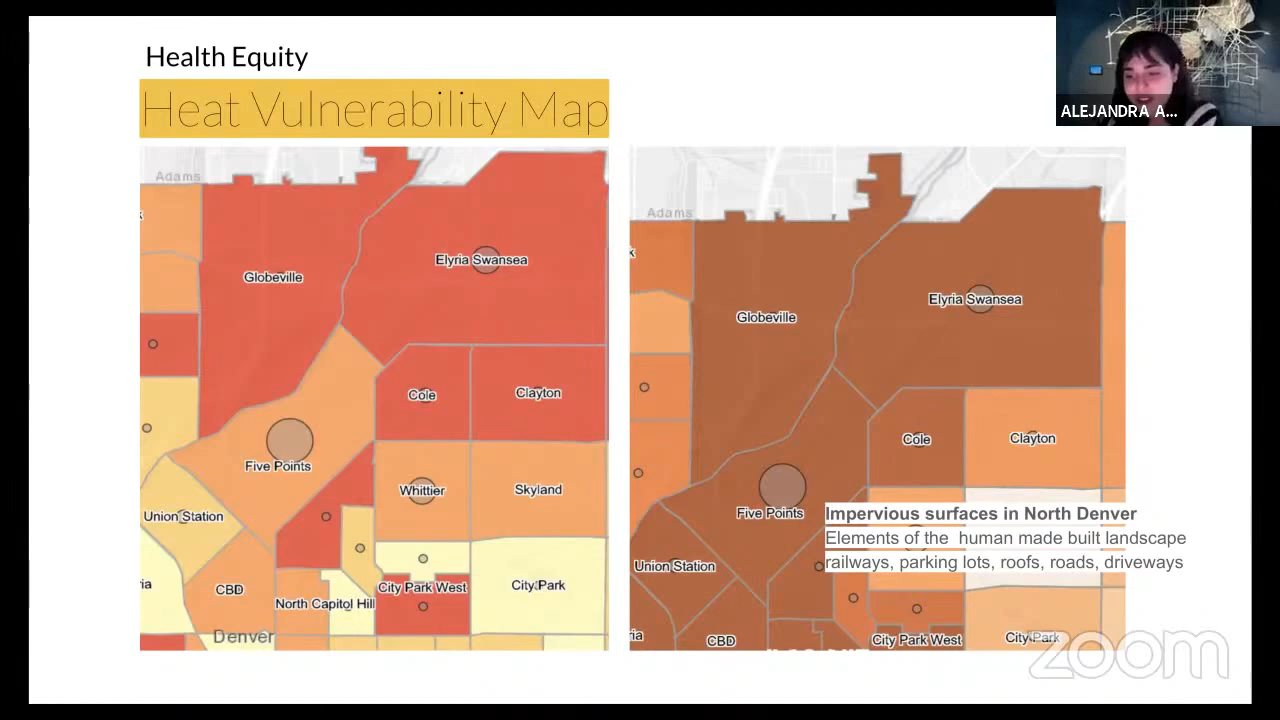 Health Equity
Heat Vulnerability Map
ALEJANDRA A...
Adams
Globeville
Elyria Swansea
Cole
Clayton
Five Points
Whittier
Skyland
Union Station
CBD
North Capitol Hill
City Park West
City Park
Denver
ria
Adams
k
Globeville
Elyria Swansea
Cole
Clayton
Five Points
Impervious surfaces in North Denver
Elements of the human made built landscape
railways, parking lots, roofs, roads, driveways
Union Station
ria
CBD
City Park West
City Park
zoom